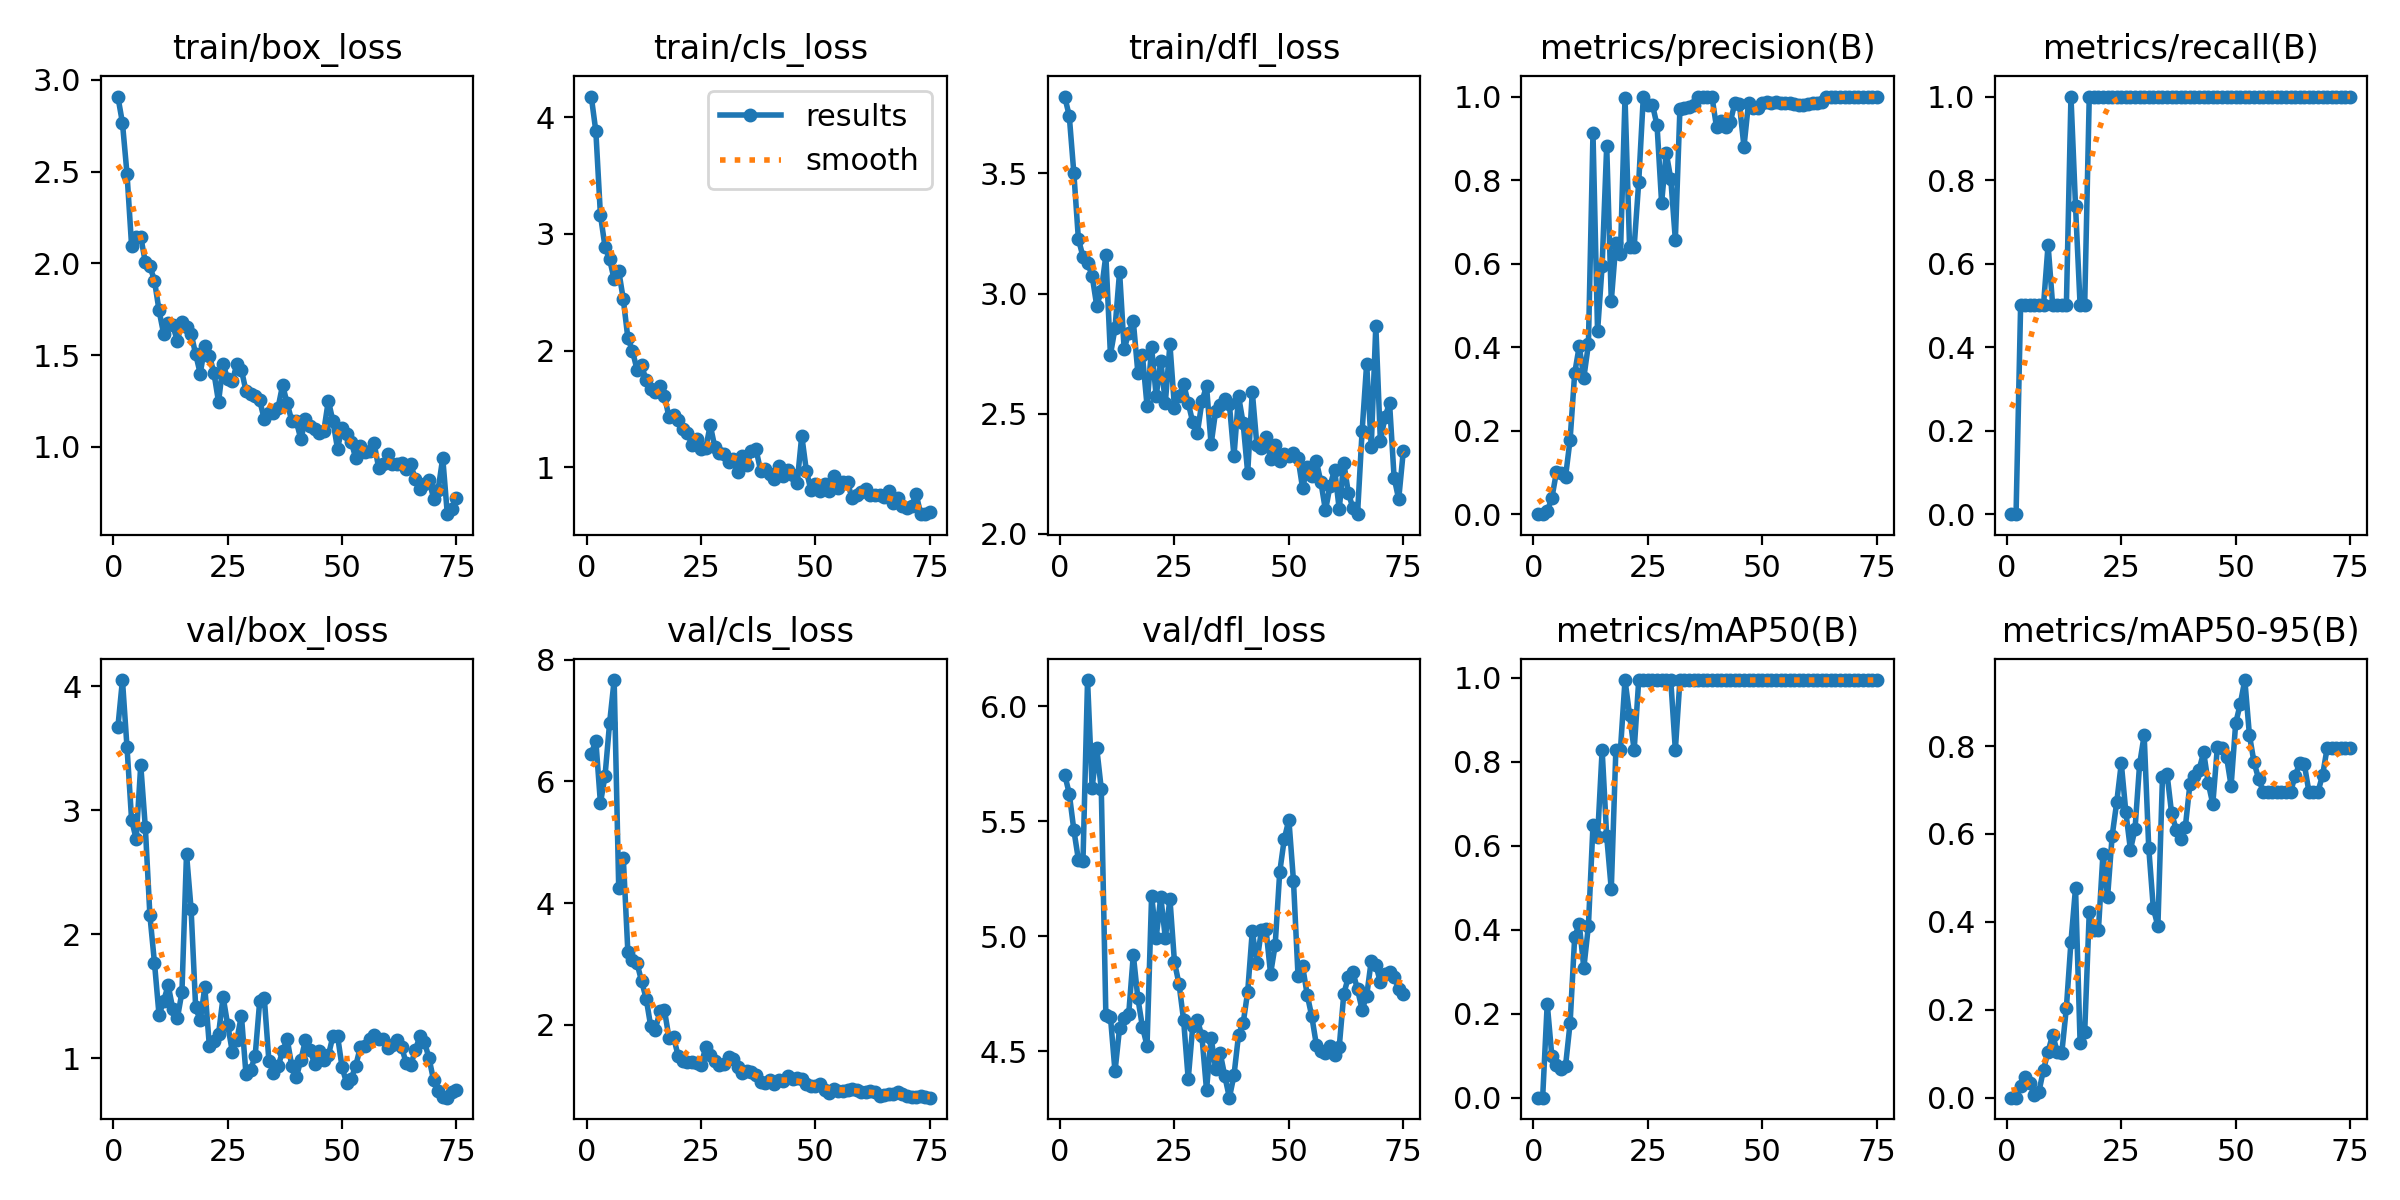 train/box_loss
3.0
2.5
2.0
1.5
1.0
0 25 50 75
train/cls_loss
results
smooth
4
3
2
1
0 25 50 75
train/dfl_loss
3.5
3.0
2.5
2.0
0 25 50 75
metrics/precision(B)
1.0
0.8
0.6
0.4
0.2
0.0
0 25 50 75
metrics/recall(B)
1.0
0.8
0.6
0.4
0.2
0.0
0 25 50 75
val/box_loss
4
3
2
1
0 25 50 75
val/cls_loss
8
6
4
2
0 25 50 75
val/dfl_loss
6.0
5.5
5.0
4.5
0 25 50 75
metrics/mAP50(B)
1.0
0.8
0.6
0.4
0.2
0.0
0 25 50 75
metrics/mAP50-95(B)
0.8
0.6
0.4
0.2
0.0
0 25 50 75